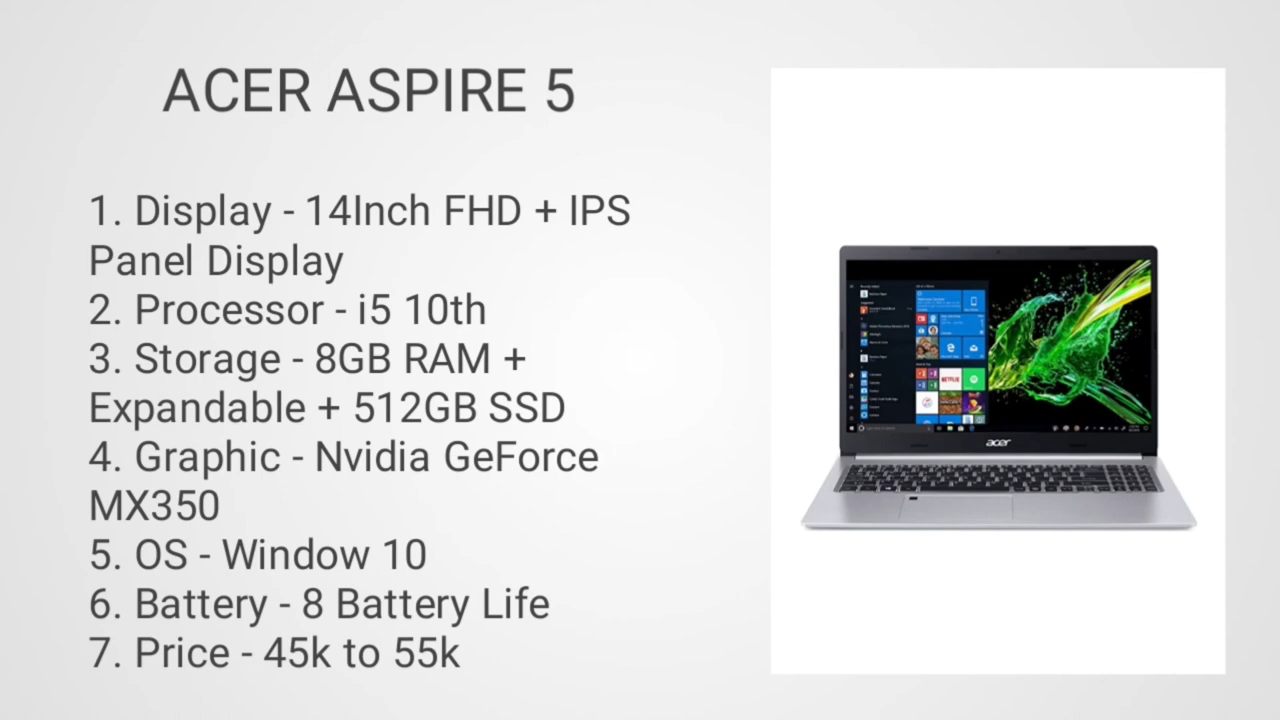 ACER ASPIRE 5
1. Display - 14Inch FHD + IPS
Panel Display
2. Processor - i5 10th
3. Storage - 8GB RAM +
Expandable + 512GB SSD
4. Graphic - Nvidia GeForce
MX350
5. OS - Window 10
6. Battery - 8 Battery Life
7. Price - 45k to 55k
NETFLIX
acer